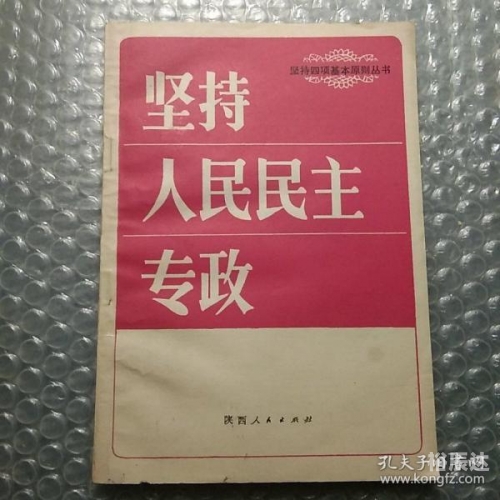 坚持四项基本原则丛书
坚持
人民民主
专政
陕西人民出版社
孔夫子旧书网
www.kongfz.com